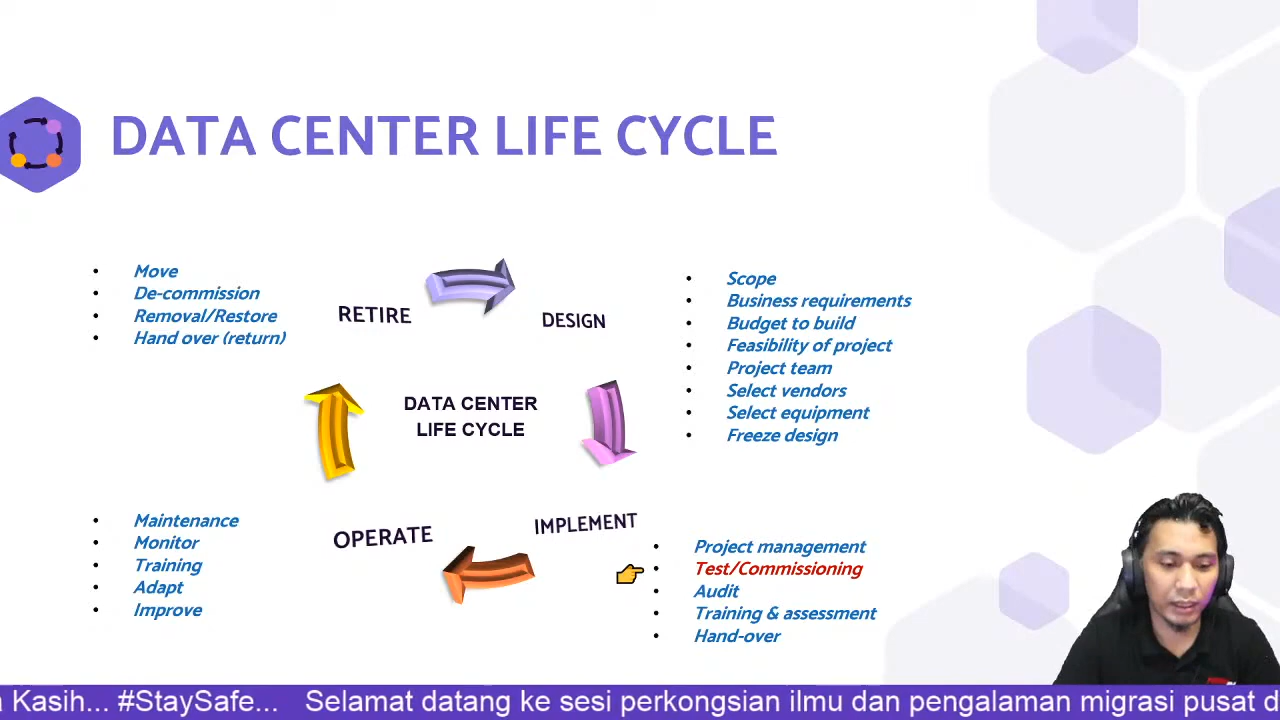 DATA CENTER LIFE CYCLE
Move
De-commission
Removal/Restore
Hand over (return)
RETIRE
DESIGN
Scope
Business requirements
Budget to build
Feasibility of project
Project team
Select vendors
Select equipment
Freeze design
DATA CENTER
LIFE CYCLE
Maintenance
Monitor
Training
Adapt
Improve
OPERATE
IMPLEMENT
Project management
Test/Commissioning
Audit
Training & assessment
Hand-over
Kasih... #StaySafe... Selamat datang ke sesi perkongsian ilmu dan pengalaman migrasi pusat